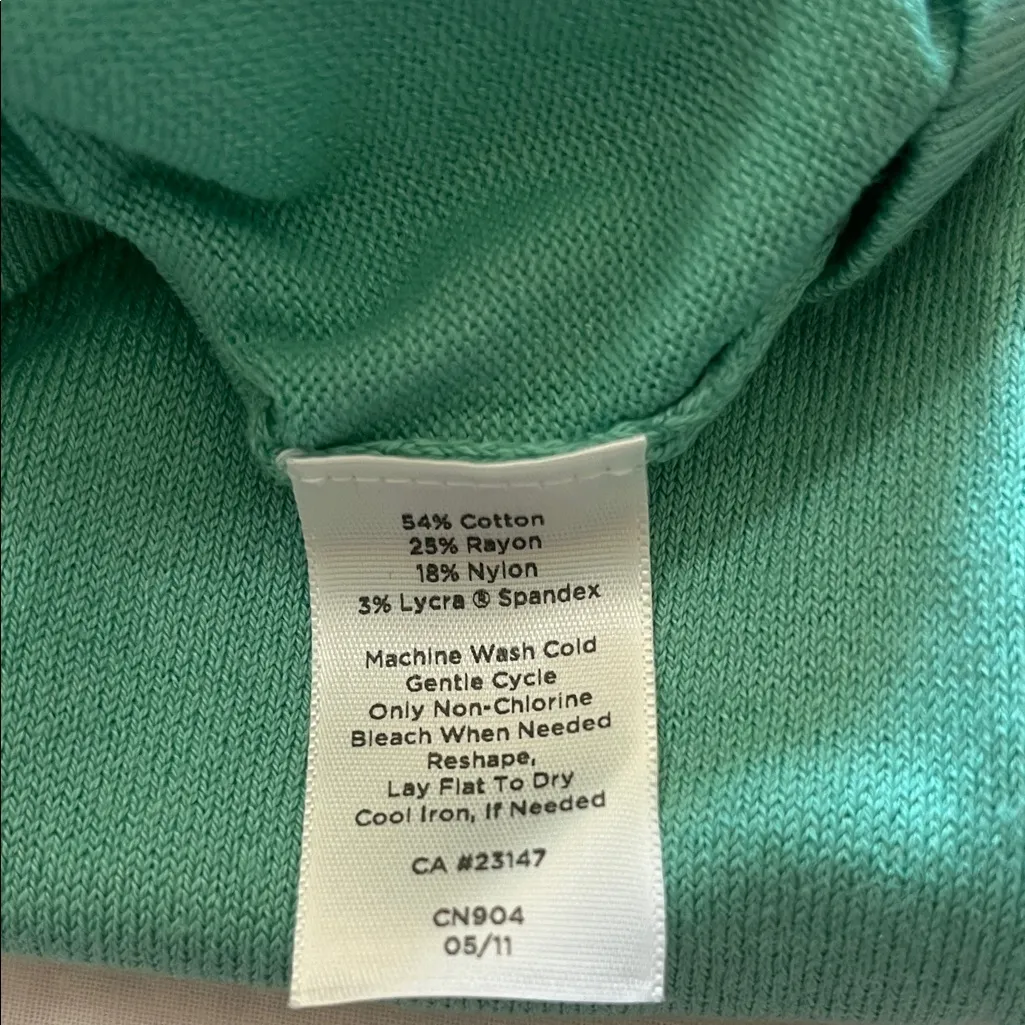 54% Cotton
25% Rayon
18% Nylon
3% Lycra ® Spandex
Machine Wash Cold
Gentle Cycle
Only Non-Chlorine
Bleach When Needed
Reshape,
Lay Flat To Dry
Cool Iron, If Needed
CA #23147
CN904
05/11